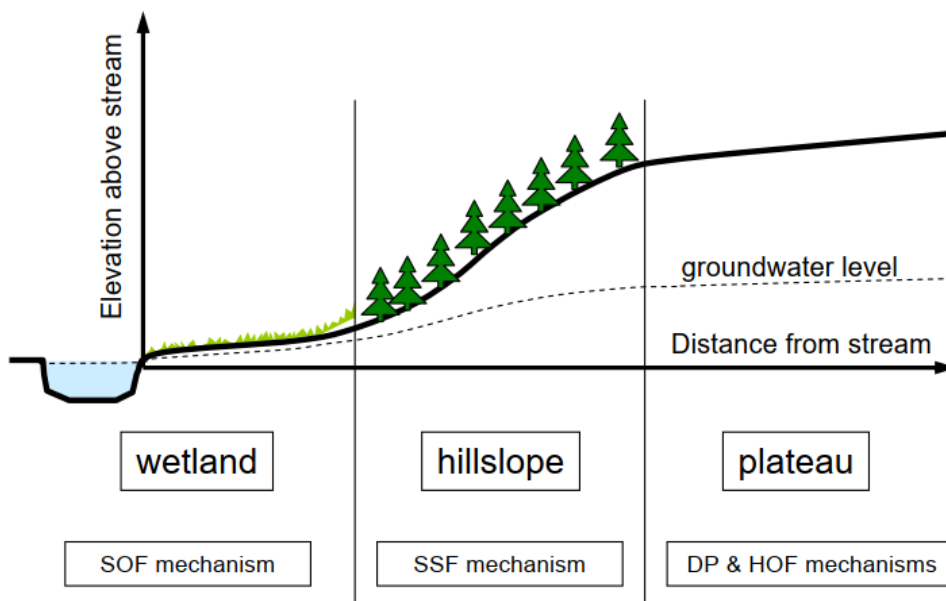 Elevation above stream
groundwater level
Distance from stream
wetland
hillslope
plateau
SOF mechanism
SSF mechanism
DP & HOF mechanisms